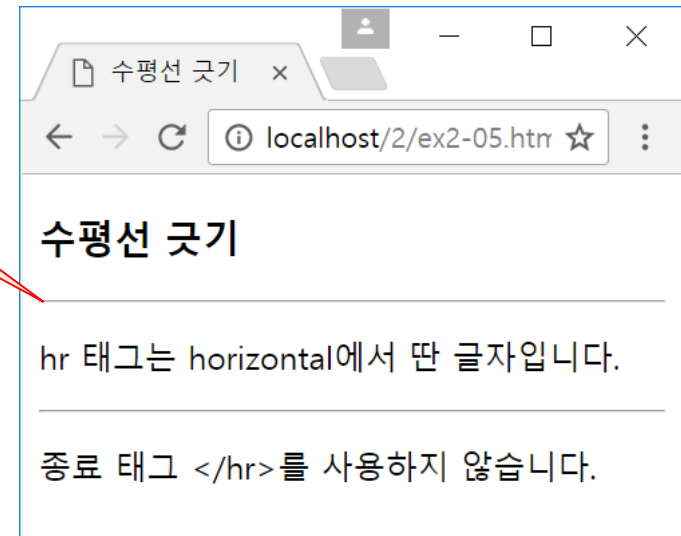 수평선 긋기
localhost/2/ex2-05.htm
수평선 긋기
hr 태그는 horizontal에서 딴 글자입니다.
종료 태그 </hr>를 사용하지 않습니다.